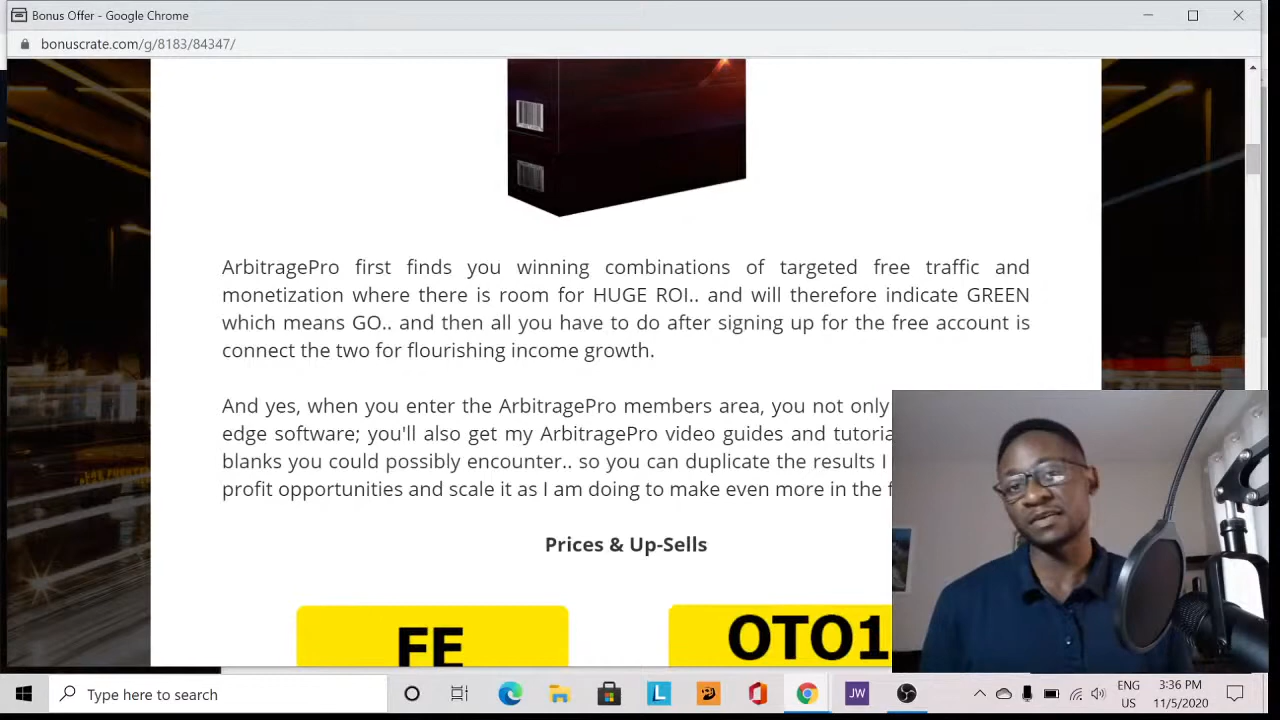 Bonus Offer - Google Chrome
bonuscrate.com/g/8183/84347/
ArbitragePro first finds you winning combinations of targeted free traffic and
monetization where there is room for HUGE ROI.. and will therefore indicate GREEN
which means GO.. and then all you have to do after signing up for the free account is
connect the two for flourishing income growth.
And yes, when you enter the ArbitragePro members area, you not only
edge software; you'll also get my ArbitragePro video guides and
blanks you could possibly encounter.. so you can duplicate the results I
profit opportunities and scale it as I am doing to make even more in the
Prices & Up-Sells
FE
OTO1
Type here to search
L
JW
ENG
US
3:36 PM
11/5/2020